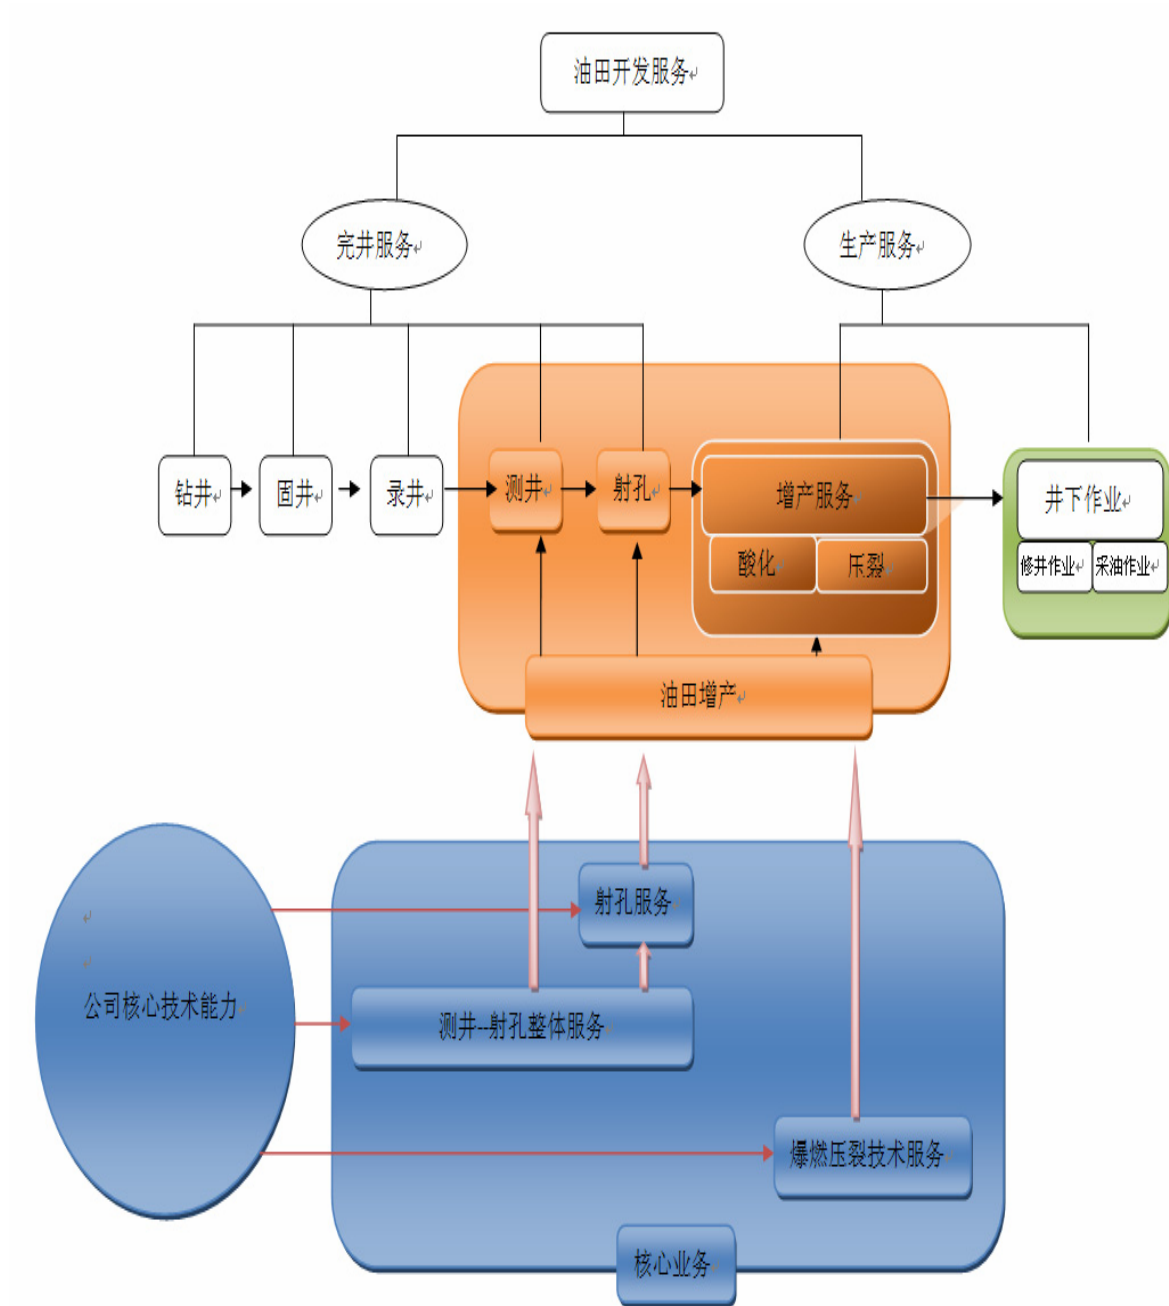 油田开发服务
完井服务
生产服务
钻井
固井
录井
测井
射孔
增产服务
酸化
压裂
井下作业
修井作业
采油作业
油田增产
射孔服务
公司核心技术能力
测井--射孔整体服务
爆燃压裂技术服务
核心业务